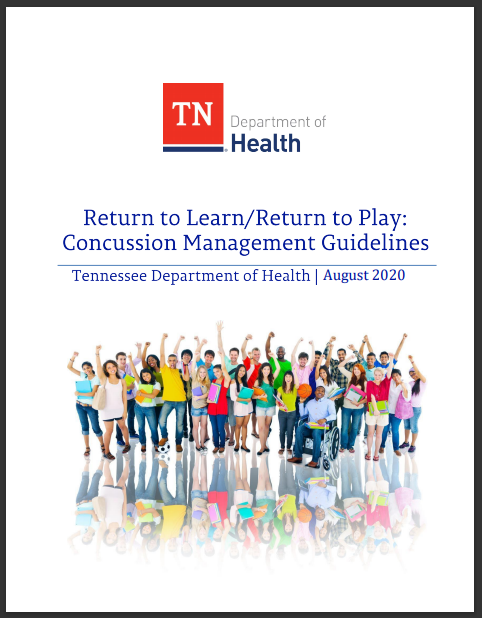 TN
Department of
Health
Return to Learn/Return to Play:
Concussion Management Guidelines
Tennessee Department of Health | August 2020